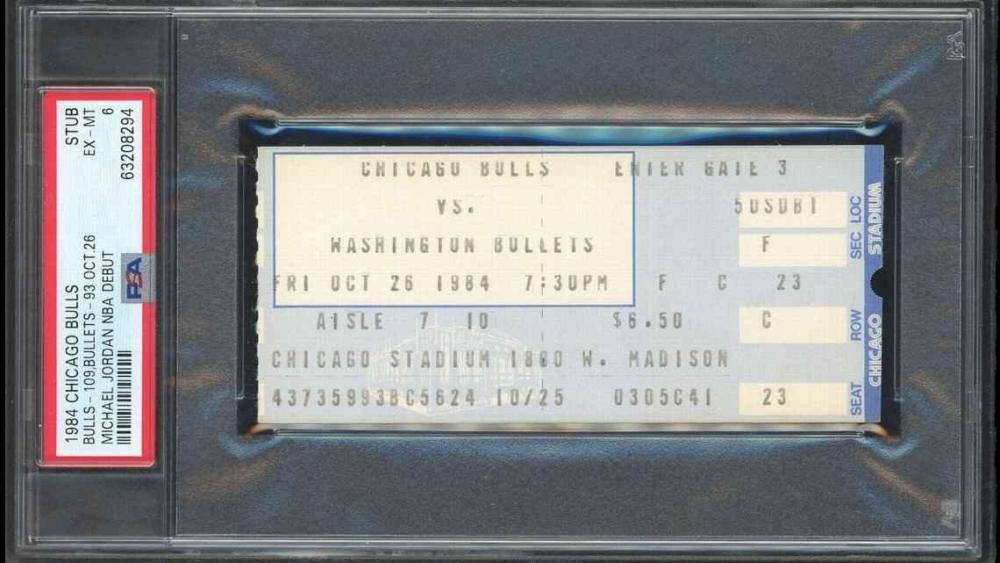 1984 CHICAGO BULLS STUB
BULLS - 109,BULLETS - 93 OCT.26 EX - MT
MICHAEL JORDAN NBA DEBUT 6
63208294
PSA
CHICAGO BULLS ENTER GATE 3
VS. 5USDB1
WASHINGTON BULLETS F
FRI OCT 26 1984 7:30PM F C 23
AISLE 7 10 $6.50 C
CHICAGO STADIUM 1800 W. MADISON
43735993BC5624 10/25 0305C41 23
SEC LOC
ROW
SEAT
CHICAGO STADIUM